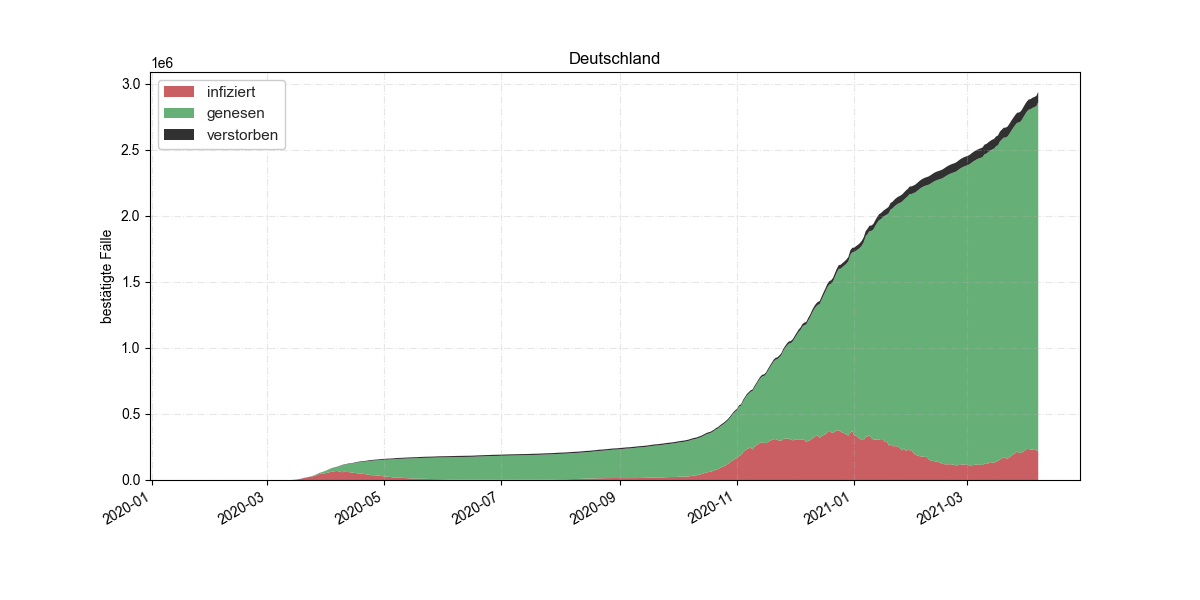 Deutschland
1e6
3.0
2.5
2.0
1.5
1.0
0.5
0.0
bestätigte Fälle
infiziert
genesen
verstorben
2020-01
2020-03
2020-05
2020-07
2020-09
2020-11
2021-01
2021-03